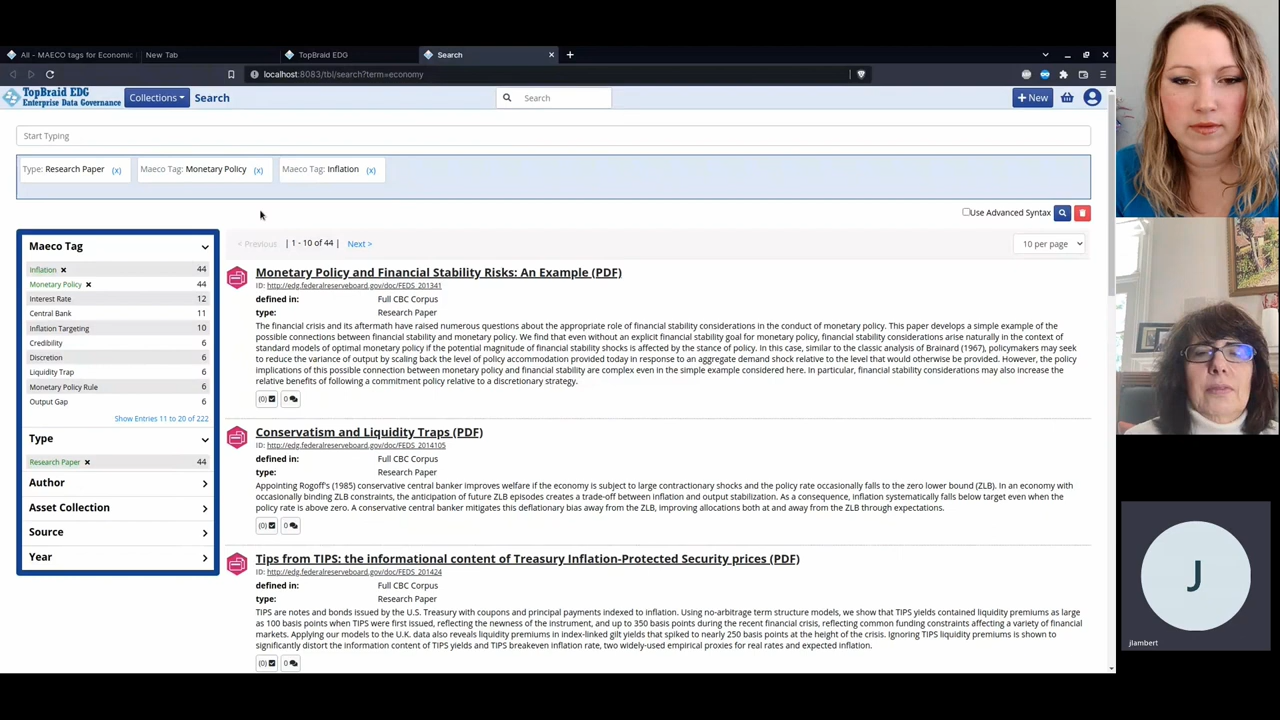 All - MAECO tags for Economic
New Tab
TopBraid EDG
Search
localhost:8083/tbl/search?term=economy
TopBraid EDG
Enterprise Data Governance
Collections
Search
Search
New
Start Typing
Type: Research Paper (x)
Maeco Tag: Monetary Policy (x)
Maeco Tag: Inflation (x)
Use Advanced Syntax
Maeco Tag
Inflation 44
Monetary Policy 44
Interest Rate 12
Central Bank 11
Inflation Targeting 10
Credibility 6
Discretion 6
Liquidity Trap 6
Monetary Policy Rule 6
Output Gap 6
Show Entries 11 to 20 of 222
Type
Research Paper 44
Author
Asset Collection
Source
Year
< Previous | 1 - 10 of 44 | Next >
10 per page
Monetary Policy and Financial Stability Risks: An Example (PDF)
ID: http://edg.federalreserveboard.gov/doc/FEDS_201341
defined in: Full CBC Corpus
type: Research Paper
The financial crisis and its aftermath have raised numerous questions about the appropriate role of financial stability considerations in the conduct of monetary policy. This paper develops a simple example of the
possible connections between financial stability and monetary policy. We find that even without an explicit financial stability goal for monetary policy, financial stability considerations arise naturally in the context of
standard models of optimal monetary policy if the potential magnitude of financial stability shocks is affected by the stance of policy. In this case, similar to the classic analysis of Brainard (1967), policymakers may seek
to reduce the variance of output by scaling back the level of policy accommodation provided today in response to an aggregate demand shock relative to the level that would otherwise be provided. However, the policy
implications of this possible connection between monetary policy and financial stability are complex even in the simple example considered here. In particular, financial stability considerations may also increase the
relative benefits of following a commitment policy relative to a discretionary strategy.
(0) 0
Conservatism and Liquidity Traps (PDF)
ID: http://edg.federalreserveboard.gov/doc/FEDS_2014105
defined in: Full CBC Corpus
type: Research Paper
Appointing Rogoff's (1985) conservative central banker improves welfare if the economy is subject to large contractionary shocks and the policy rate occasionally falls to the zero lower bound (ZLB). In an economy with
occasionally binding ZLB constraints, the anticipation of future ZLB episodes creates a trade-off between inflation and output stabilization. As a consequence, inflation systematically falls below target even when the
policy rate is above zero. A conservative central banker mitigates this deflationary bias away from the ZLB, improving allocations both at and away from the ZLB through expectations.
(0) 0
Tips from TIPS: the informational content of Treasury Inflation-Protected Security prices (PDF)
ID: http://edg.federalreserveboard.gov/doc/FEDS_201424
defined in: Full CBC Corpus
type: Research Paper
TIPS are notes and bonds issued by the U.S. Treasury with coupons and principal payments indexed to inflation. Using no-arbitrage term structure models, we show that TIPS yields contained liquidity premiums as large
as 100 basis points when TIPS were first issued, reflecting the newness of the instrument, and up to 350 basis points during the recent financial crisis, reflecting common funding constraints affecting a variety of financial
markets. Applying our models to the U.K. data also reveals liquidity premiums in index-linked gilt yields that spiked to nearly 250 basis points at the height of the crisis. Ignoring TIPS liquidity premiums is shown to
significantly distort the information content of TIPS yields and TIPS breakeven inflation rate, two widely-used empirical proxies for real rates and expected inflation.
(0) 0
J
jlambert